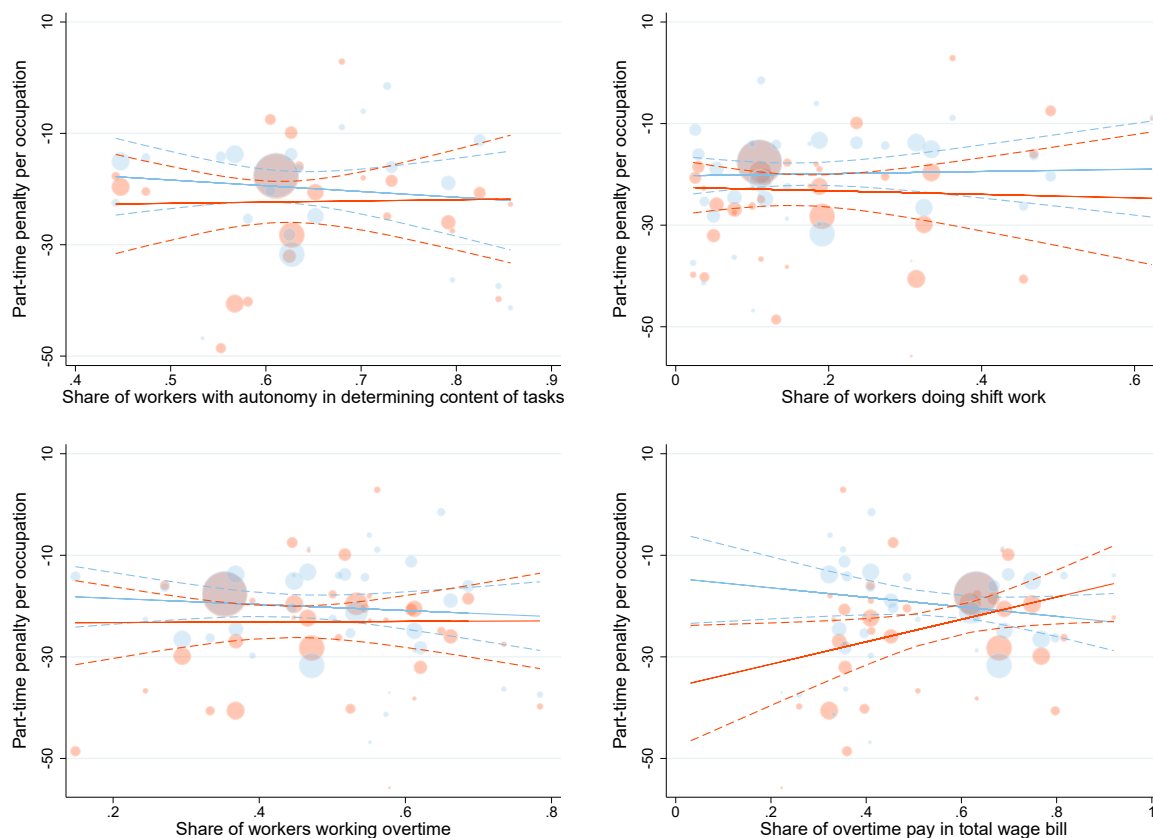 10
-10
-30
-50
Part-time penalty per occupation
.4 .5 .6 .7 .8 .9
Share of workers with autonomy in determining content of tasks
10
-10
-30
-50
Part-time penalty per occupation
0 .2 .4 .6
Share of workers doing shift work
10
-10
-30
-50
Part-time penalty per occupation
.2 .4 .6 .8
Share of workers working overtime
10
-10
-30
-50
Part-time penalty per occupation
0 .2 .4 .6 .8 1
Share of overtime pay in total wage bill